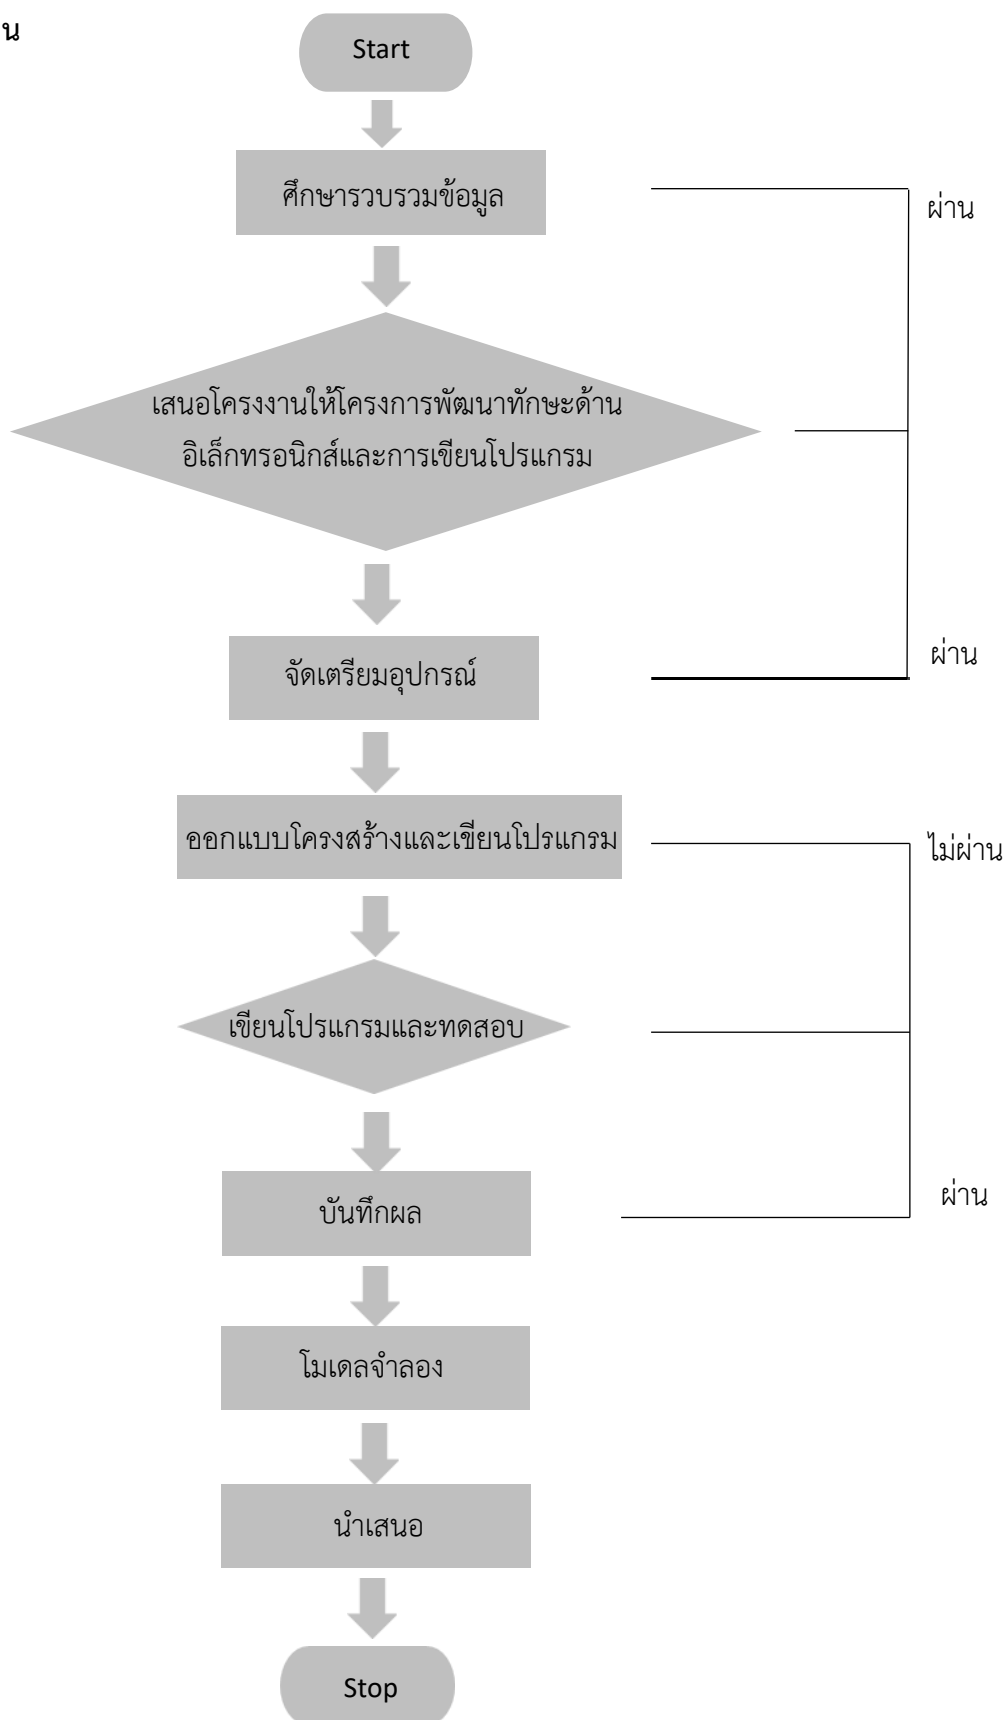 น
Start
ศึกษารวบรวมข้อมูล
ผ่าน
เสนอโครงงานให้โครงการพัฒนาทักษะด้าน
อิเล็กทรอนิกส์และการเขียนโปรแกรม
ผ่าน
จัดเตรียมอุปกรณ์
ออกแบบโครงสร้างและเขียนโปรแกรม
ไม่ผ่าน
เขียนโปรแกรมและทดสอบ
ผ่าน
บันทึกผล
โมเดลจำลอง
นำเสนอ
Stop